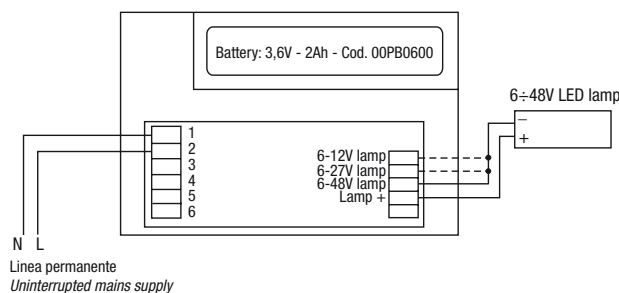 Battery: 3,6V - 2Ah - Cod. 00PB0600
6÷48V LED lamp
−
+
1
2
3
4
5
6
6-12V lamp
6-27V lamp
6-48V lamp
Lamp +
N L
Linea permanente
Uninterrupted mains supply